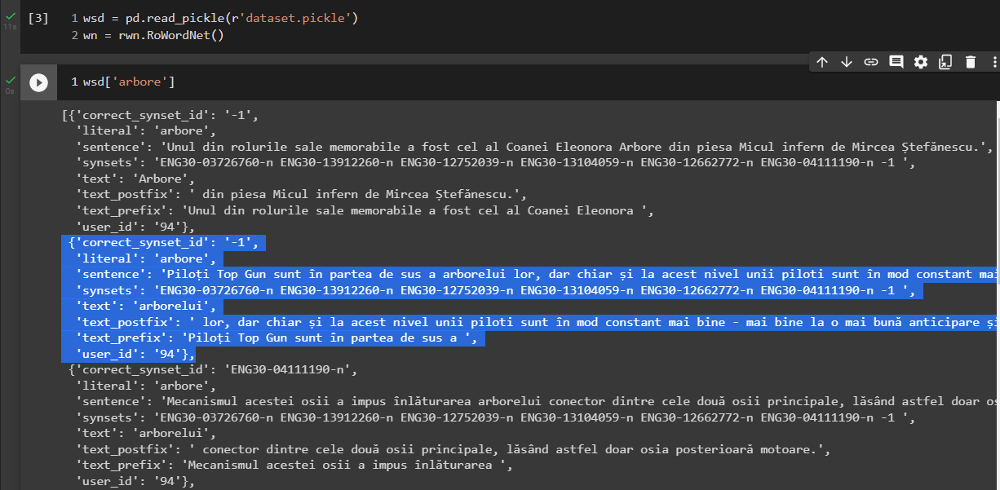 [3] 1 wsd = pd.read_pickle(r'dataset.pickle')
11s 2 wn = rwn.RoWordNet()
1 wsd['arbore']
0s
[{'correct_synset_id': '-1',
'literal': 'arbore',
'sentence': 'Unul din rolurile sale memorabile a fost cel al Coanei Eleonora Arbore din piesa Micul infern de Mircea Ștefănescu.',
'synsets': 'ENG30-03726760-n ENG30-13912260-n ENG30-12752039-n ENG30-13104059-n ENG30-12662772-n ENG30-04111190-n -1 ',
'text': 'Arbore',
'text_postfix': ' din piesa Micul infern de Mircea Ștefănescu.',
'text_prefix': 'Unul din rolurile sale memorabile a fost cel al Coanei Eleonora ',
'user_id': '94'},
{'correct_synset_id': '-1',
'literal': 'arbore',
'sentence': 'Piloți Top Gun sunt în partea de sus a arborelui lor, dar chiar și la acest nivel unii piloti sunt în mod constant mai
'synsets': 'ENG30-03726760-n ENG30-13912260-n ENG30-12752039-n ENG30-13104059-n ENG30-12662772-n ENG30-04111190-n -1 ',
'text': 'arborelui',
'text_postfix': ' lor, dar chiar și la acest nivel unii piloti sunt în mod constant mai bine - mai bine la o mai bună anticipare și
'text_prefix': 'Piloți Top Gun sunt în partea de sus a ',
'user_id': '94'},
{'correct_synset_id': 'ENG30-04111190-n',
'literal': 'arbore',
'sentence': 'Mecanismul acestei osii a impus înlăturarea arborelui conector dintre cele două osii principale, lăsând astfel doar os
'synsets': 'ENG30-03726760-n ENG30-13912260-n ENG30-12752039-n ENG30-13104059-n ENG30-12662772-n ENG30-04111190-n -1 ',
'text': 'arborelui',
'text_postfix': ' conector dintre cele două osii principale, lăsând astfel doar osia posterioară motoare.',
'text_prefix': 'Mecanismul acestei osii a impus înlăturarea ',
'user_id': '94'},